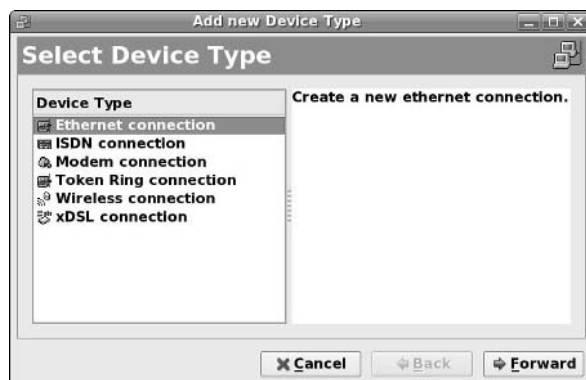 Add new Device Type
Select Device Type
Device Type
Ethernet connection
ISDN connection
Modem connection
Token Ring connection
Wireless connection
xDSL connection
Create a new ethernet connection.
Cancel
Back
Forward